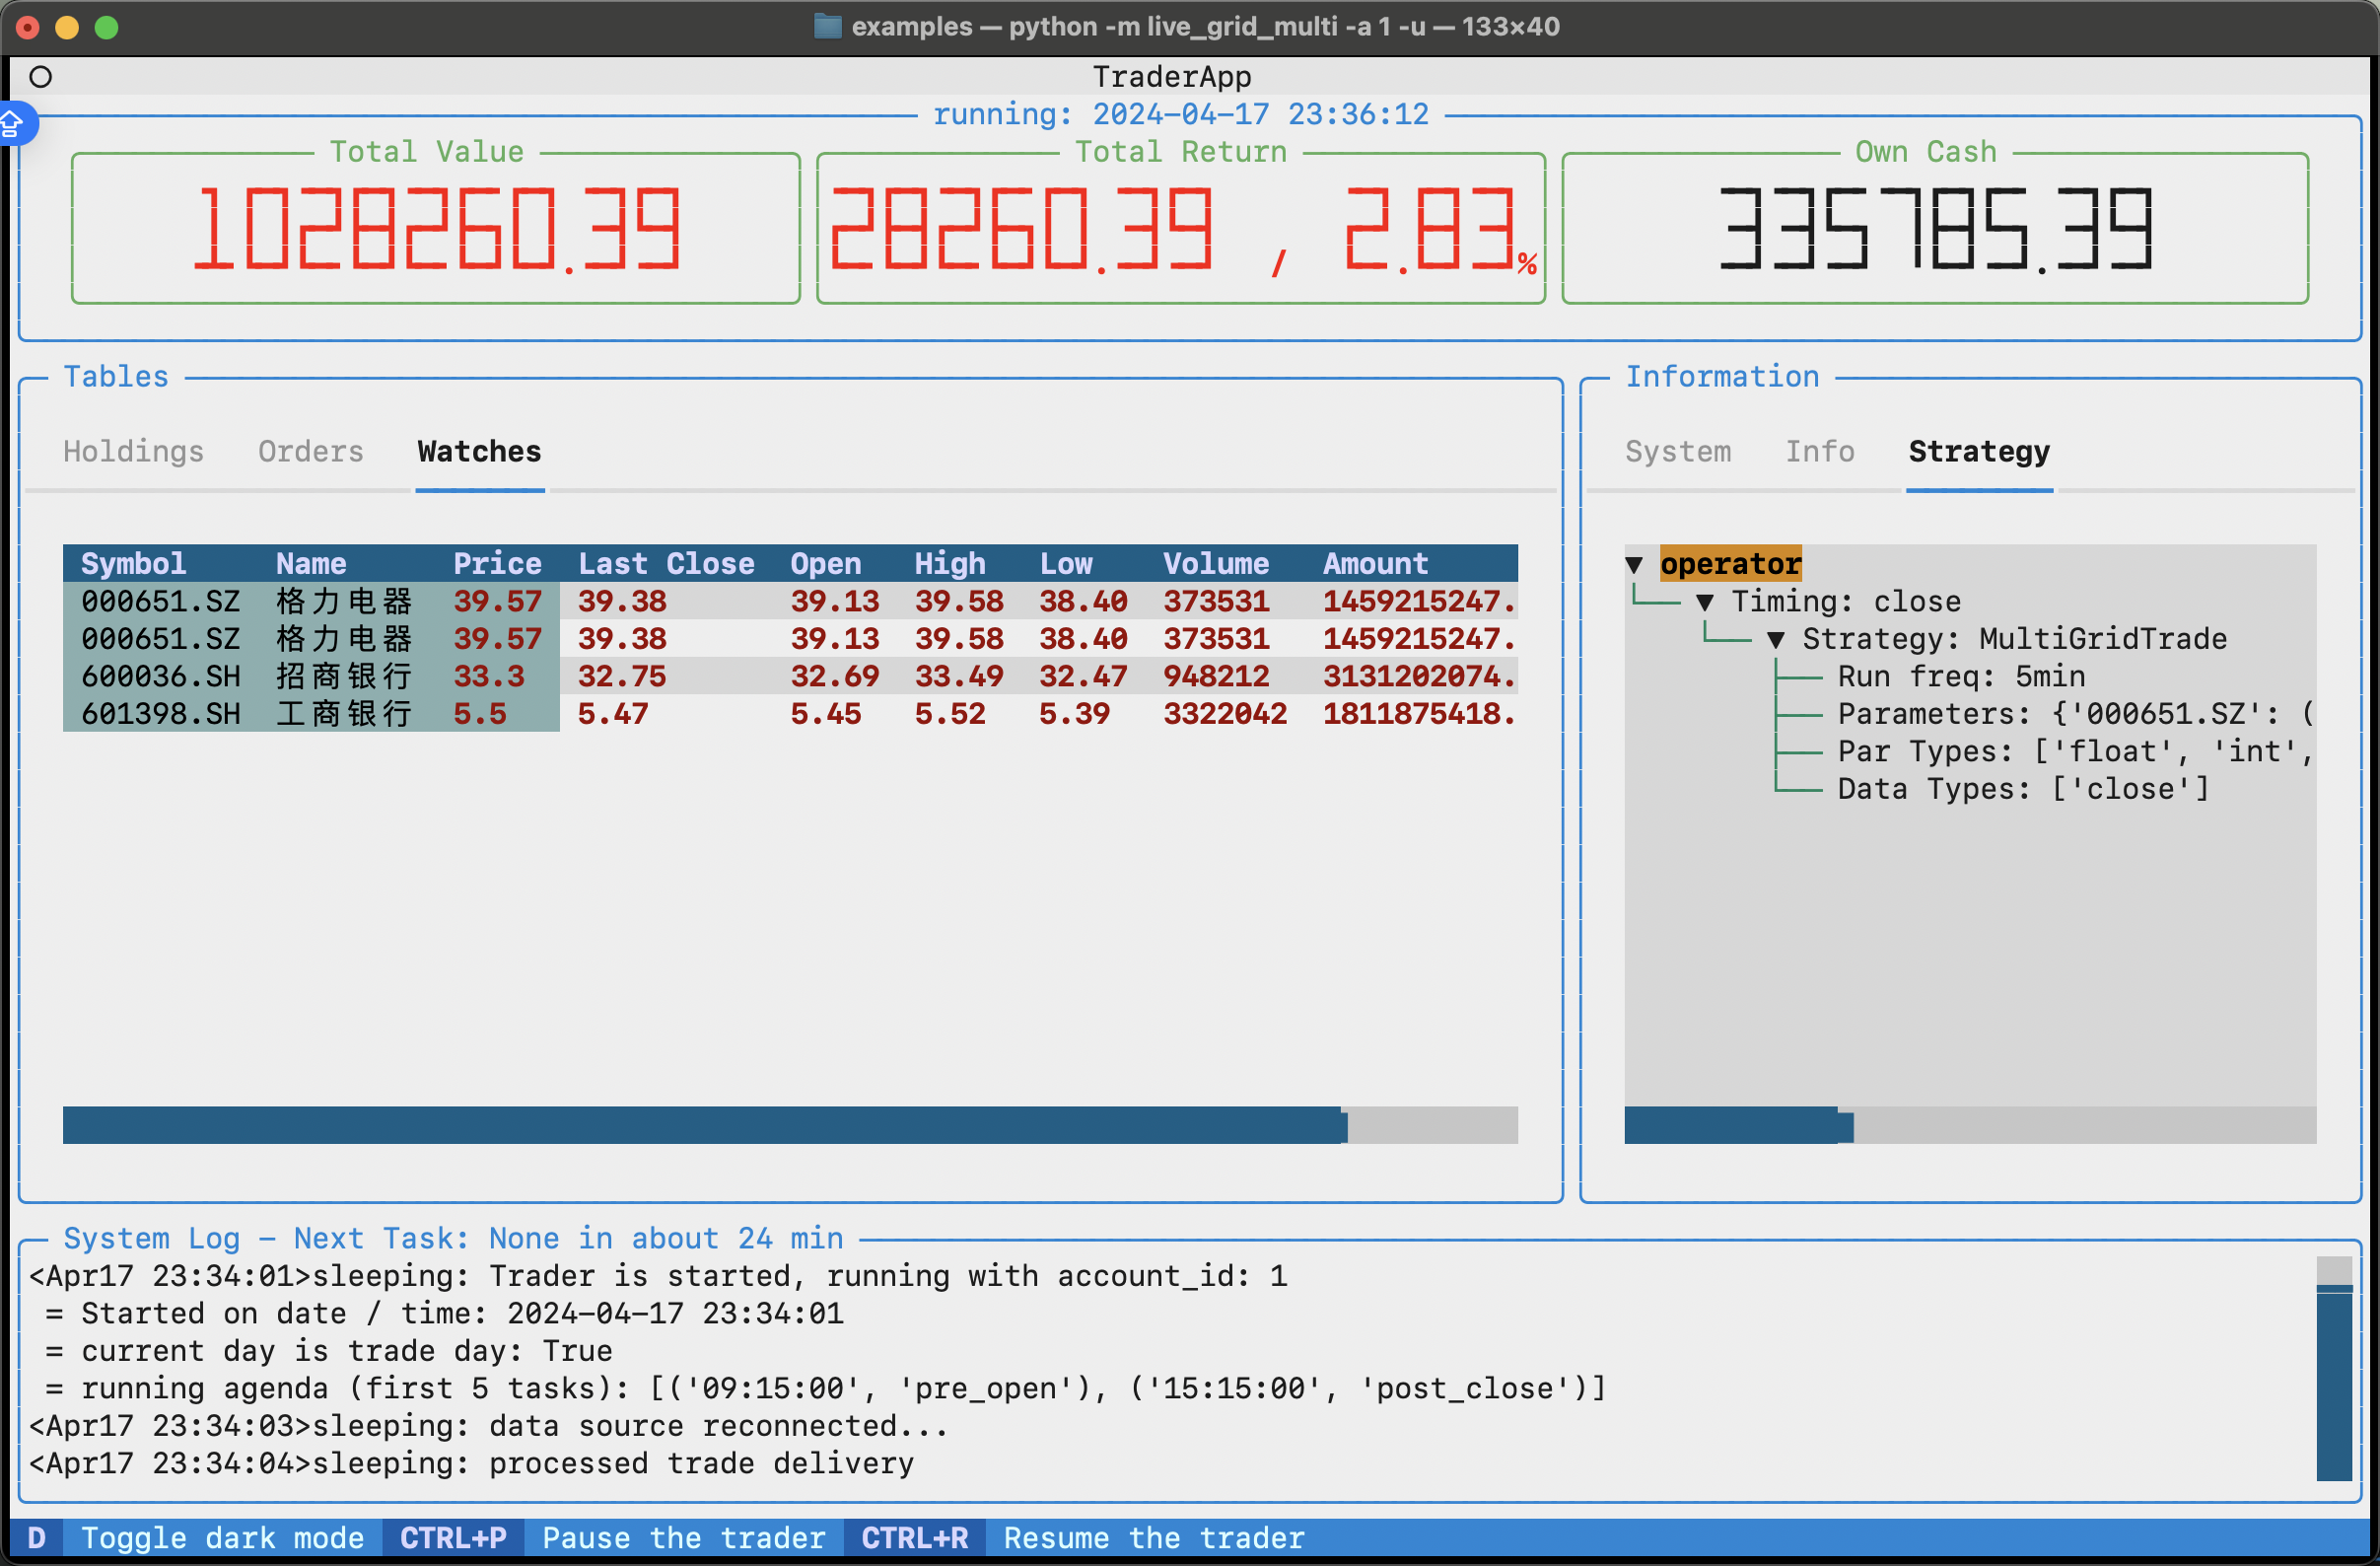 examples — python -m live_grid_multi -a 1 -u — 133×40
TraderApp
running: 2024-04-17 23:36:12
Total Value
Total Return
Own Cash
1028260.39
28260.39 / 2.83%
335785.39
Tables
Holdings Orders Watches
Symbol Name Price Last Close Open High Low Volume Amount
000651.SZ 格力电器 39.57 39.38 39.13 39.58 38.40 373531 1459215247.
000651.SZ 格力电器 39.57 39.38 39.13 39.58 38.40 373531 1459215247.
600036.SH 招商银行 33.3 32.75 32.69 33.49 32.47 948212 3131202074.
601398.SH 工商银行 5.5 5.47 5.45 5.52 5.39 3322042 1811875418.
Information
System Info Strategy
▼ operator
▼ Timing: close
▼ Strategy: MultiGridTrade
Run freq: 5min
Parameters: {'000651.SZ': (
Par Types: ['float', 'int',
Data Types: ['close']
System Log - Next Task: None in about 24 min
<Apr17 23:34:01>sleeping: Trader is started, running with account_id: 1
= Started on date / time: 2024-04-17 23:34:01
= current day is trade day: True
= running agenda (first 5 tasks): [('09:15:00', 'pre_open'), ('15:15:00', 'post_close')]
<Apr17 23:34:03>sleeping: data source reconnected...
<Apr17 23:34:04>sleeping: processed trade delivery
D Toggle dark mode CTRL+P Pause the trader CTRL+R Resume the trader